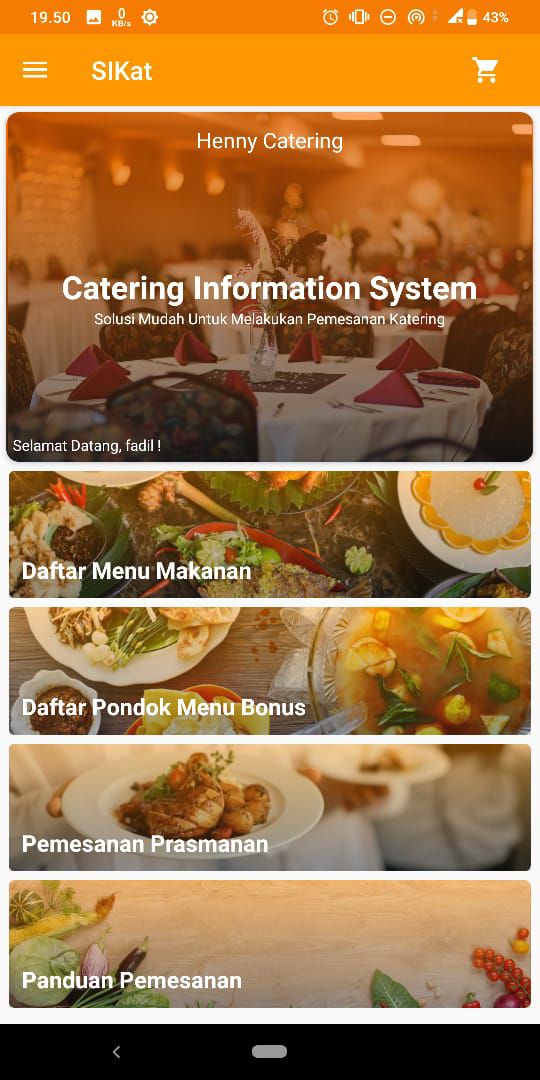 19.50 0 KB/s 43%
SIKat
Henny Catering
Catering Information System
Solusi Mudah Untuk Melakukan Pemesanan Katering
Selamat Datang, fadil !
Daftar Menu Makanan
Daftar Pondok Menu Bonus
Pemesanan Prasmanan
Panduan Pemesanan